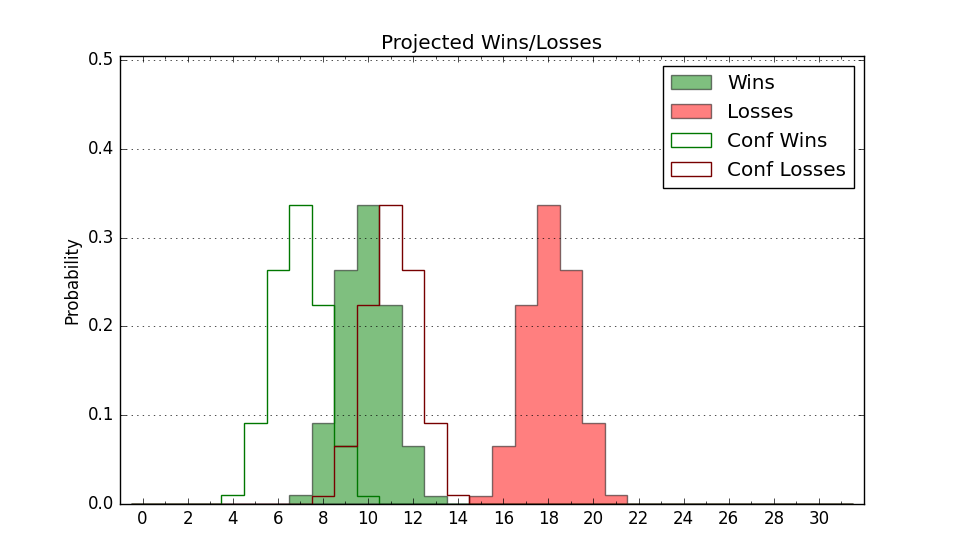 Projected Wins/Losses
0.5
0.4
0.3
0.2
0.1
0.0
Probability
Wins
Losses
Conf Wins
Conf Losses
0 2 4 6 8 10 12 14 16 18 20 22 24 26 28 30